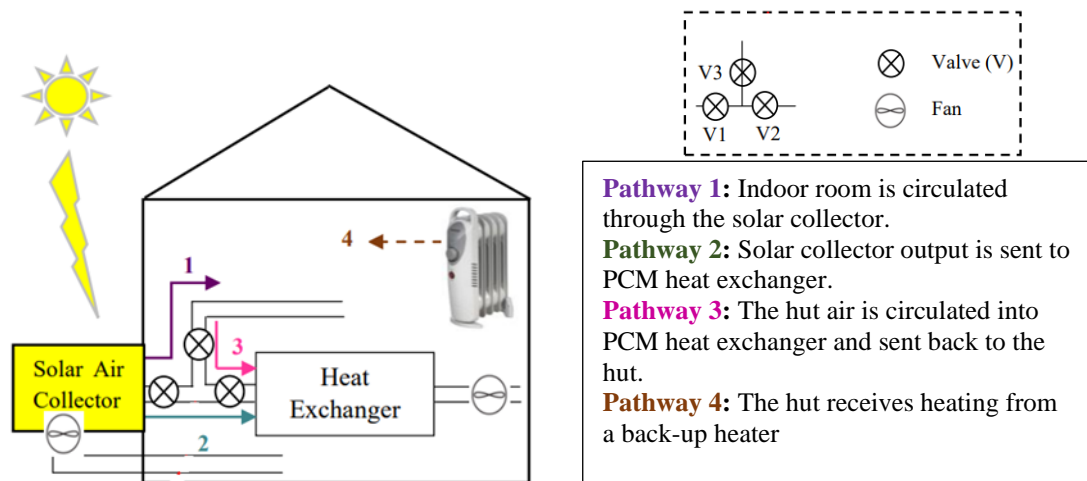 V3
V1
V2
Valve (V)
Fan
Pathway 1: Indoor room is circulated
through the solar collector.
Pathway 2: Solar collector output is sent to
PCM heat exchanger.
Pathway 3: The hut air is circulated into
PCM heat exchanger and sent back to the
hut.
Pathway 4: The hut receives heating from
a back-up heater
4
1
3
Solar Air
Collector
Heat
Exchanger
2